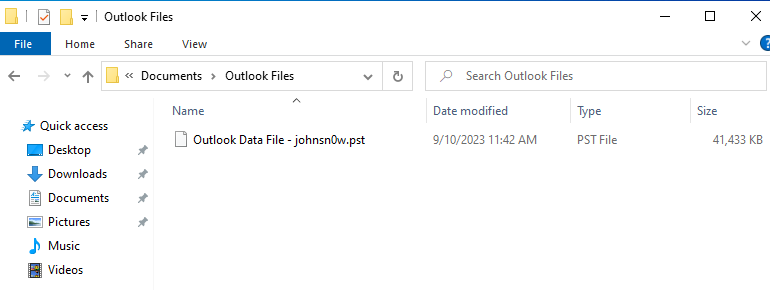 Outlook Files
File Home Share View
Documents Outlook Files Search Outlook Files
Name Date modified Type Size
Quick access
Outlook Data File - johnsn0w.pst 9/10/2023 11:42 AM PST File 41,433 KB
Desktop
Downloads
Documents
Pictures
Music
Videos